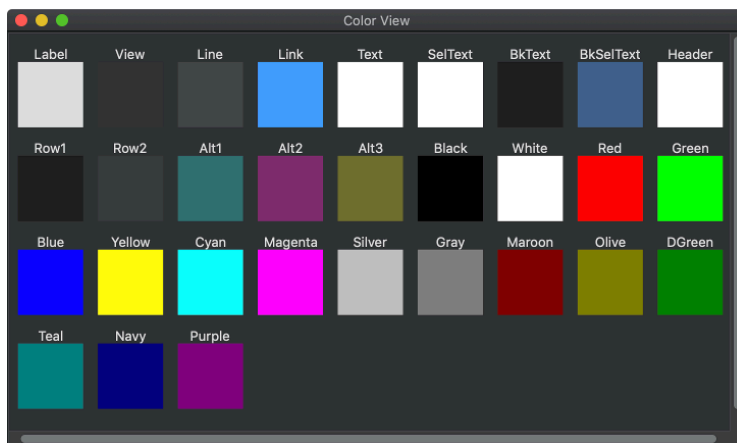 Color View
Label View Line Link Text SelText BkText BkSelText Header
Row1 Row2 Alt1 Alt2 Alt3 Black White Red Green
Blue Yellow Cyan Magenta Silver Gray Maroon Olive DGreen
Teal Navy Purple